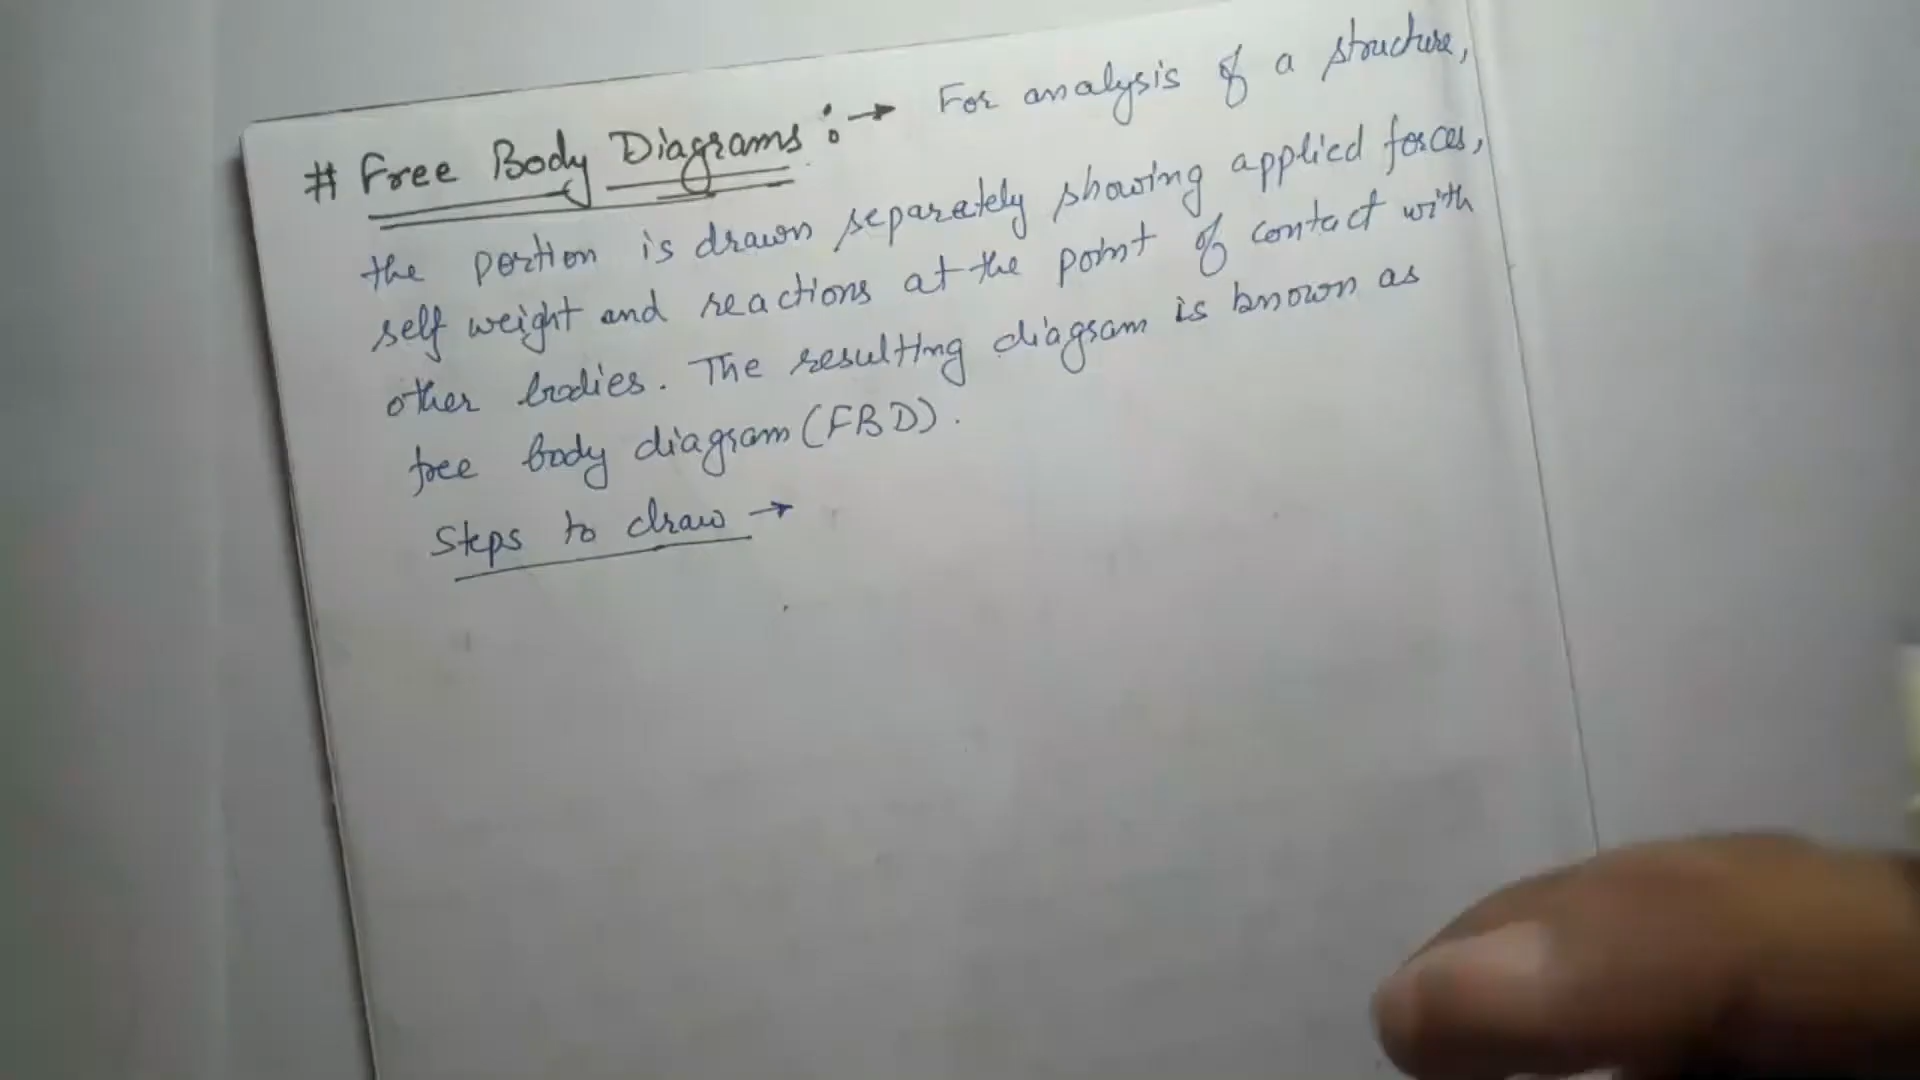 # Free Body Diagrams :→ For analysis of a structure,
the portion is drawn separately showing applied forces,
self weight and reactions at the point of contact with
other bodies. The resulting diagram is known as
free body diagram (FBD).
Steps to draw →